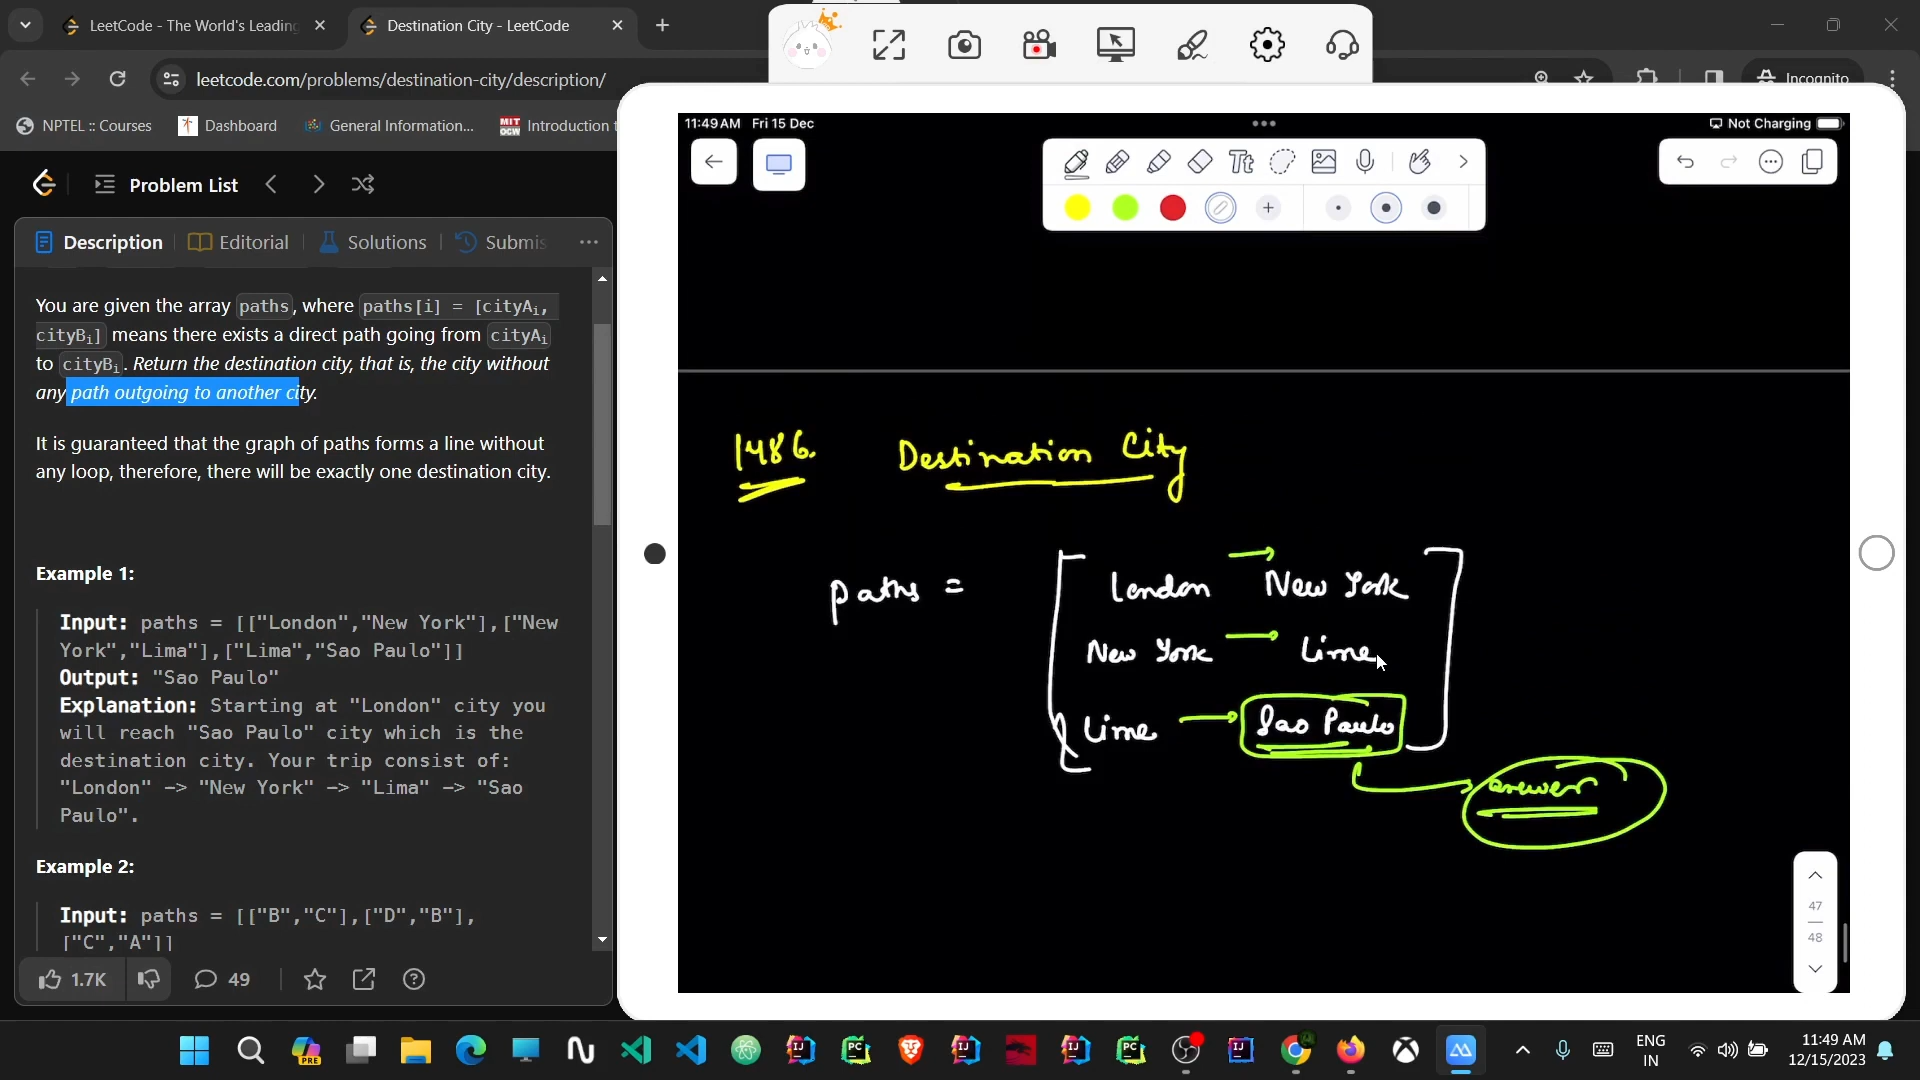 LeetCode - The World's Leading
Destination City - LeetCode
leetcode.com/problems/destination-city/description/
Incognito
NPTEL :: Courses
Dashboard
General Information...
Introduction t
11:49 AM Fri 15 Dec
Not Charging
Problem List
Description
Editorial
Solutions
Submis
You are given the array paths, where paths[i] = [cityAi,
cityBi] means there exists a direct path going from cityAi
to cityBi. Return the destination city, that is, the city without
any path outgoing to another city.
It is guaranteed that the graph of paths forms a line without
any loop, therefore, there will be exactly one destination city.
Example 1:
Input: paths = [["London","New York"],["New
York","Lima"],["Lima","Sao Paulo"]]
Output: "Sao Paulo"
Explanation: Starting at "London" city you
will reach "Sao Paulo" city which is the
destination city. Your trip consist of:
"London" -> "New York" -> "Lima" -> "Sao
Paulo".
Example 2:
Input: paths = [["B","C"],["D","B"],
["C","A"]]
1.7K
49
Tt
1486. Destination City
paths =
London → New York
New York → Lime
Lime → Sao Paulo
answer
47
48
ENG
IN
11:49 AM
12/15/2023